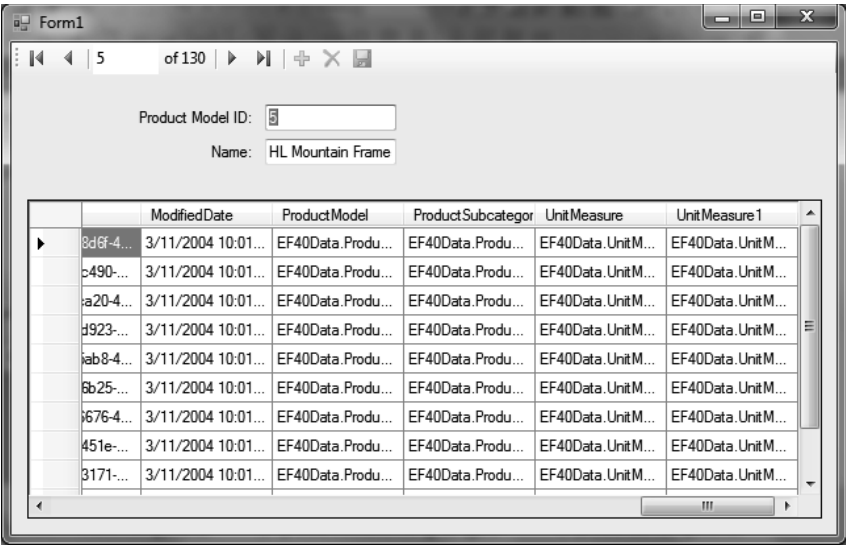 Form1
5 of 130
Product Model ID: 5
Name: HL Mountain Frame
ModifiedDate ProductModel ProductSubcategor UnitMeasure UnitMeasure1
8d6f-4... 3/11/2004 10:01... EF40Data.Produ... EF40Data.Produ... EF40Data.UnitM... EF40Data.UnitM...
c490-... 3/11/2004 10:01... EF40Data.Produ... EF40Data.Produ... EF40Data.UnitM... EF40Data.UnitM...
a20-4... 3/11/2004 10:01... EF40Data.Produ... EF40Data.Produ... EF40Data.UnitM... EF40Data.UnitM...
d923-... 3/11/2004 10:01... EF40Data.Produ... EF40Data.Produ... EF40Data.UnitM... EF40Data.UnitM...
ab8-4... 3/11/2004 10:01... EF40Data.Produ... EF40Data.Produ... EF40Data.UnitM... EF40Data.UnitM...
6b25-... 3/11/2004 10:01... EF40Data.Produ... EF40Data.Produ... EF40Data.UnitM... EF40Data.UnitM...
676-4... 3/11/2004 10:01... EF40Data.Produ... EF40Data.Produ... EF40Data.UnitM... EF40Data.UnitM...
451e-... 3/11/2004 10:01... EF40Data.Produ... EF40Data.Produ... EF40Data.UnitM... EF40Data.UnitM...
3171-... 3/11/2004 10:01... EF40Data.Produ... EF40Data.Produ... EF40Data.UnitM... EF40Data.UnitM...